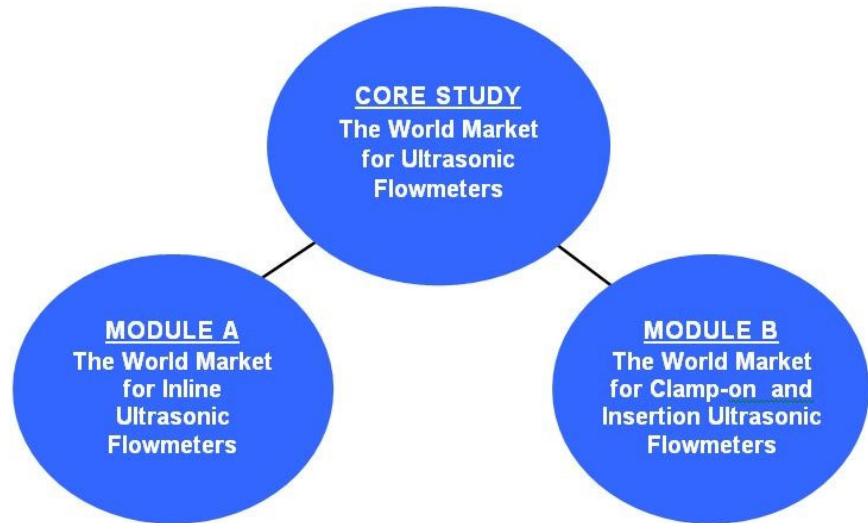 CORE STUDY
The World Market
for Ultrasonic
Flowmeters
MODULE A
The World Market
for Inline
Ultrasonic
Flowmeters
MODULE B
The World Market
for Clamp-on and
Insertion Ultrasonic
Flowmeters